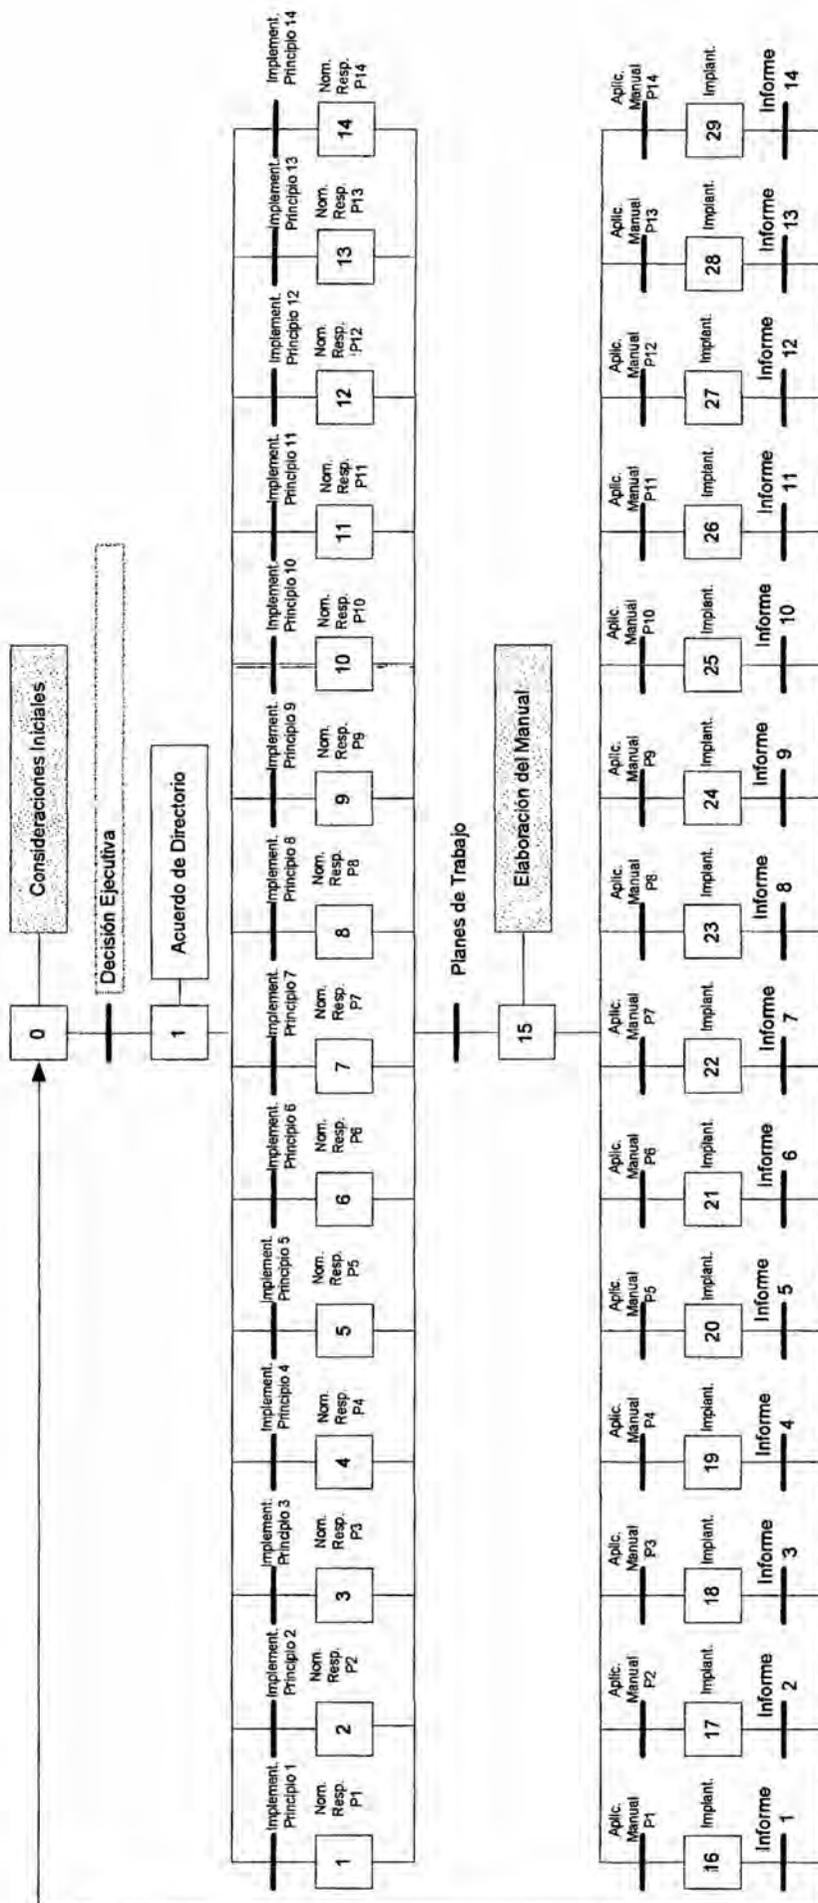 0
Consideraciones Iniciales
Decisión Ejecutiva
1
Acuerdo de Directorio
Implement.
Principio 1
Implement.
Principio 2
Implement.
Principio 3
Implement.
Principio 4
Implement.
Principio 5
Implement.
Principio 6
Implement.
Principio 7
Implement.
Principio 8
Implement.
Principio 9
Implement.
Principio 10
Implement.
Principio 11
Implement.
Principio 12
Implement.
Principio 13
Implement.
Principio 14
1
Nom.
Resp.
P1
2
Nom.
Resp.
P2
3
Nom.
Resp.
P3
4
Nom.
Resp.
P4
5
Nom.
Resp.
P5
6
Nom.
Resp.
P6
7
Nom.
Resp.
P7
8
Nom.
Resp.
P8
9
Nom.
Resp.
P9
10
Nom.
Resp.
P10
11
Nom.
Resp.
P11
12
Nom.
Resp.
P12
13
Nom.
Resp.
P13
14
Nom.
Resp.
P14
Planes de Trabajo
15
Elaboración del Manual
Aplic.
Manual
P1
Aplic.
Manual
P2
Aplic.
Manual
P3
Aplic.
Manual
P4
Aplic.
Manual
P5
Aplic.
Manual
P6
Aplic.
Manual
P7
Aplic.
Manual
P8
Aplic.
Manual
P9
Aplic.
Manual
P10
Aplic.
Manual
P11
Aplic.
Manual
P12
Aplic.
Manual
P13
Aplic.
Manual
P14
16
Implant.
17
Implant.
18
Implant.
19
Implant.
20
Implant.
21
Implant.
22
Implant.
23
Implant.
24
Implant.
25
Implant.
26
Implant.
27
Implant.
28
Implant.
29
Implant.
Informe
1
Informe
2
Informe
3
Informe
4
Informe
5
Informe
6
Informe
7
Informe
8
Informe
9
Informe
10
Informe
11
Informe
12
Informe
13
Informe
14